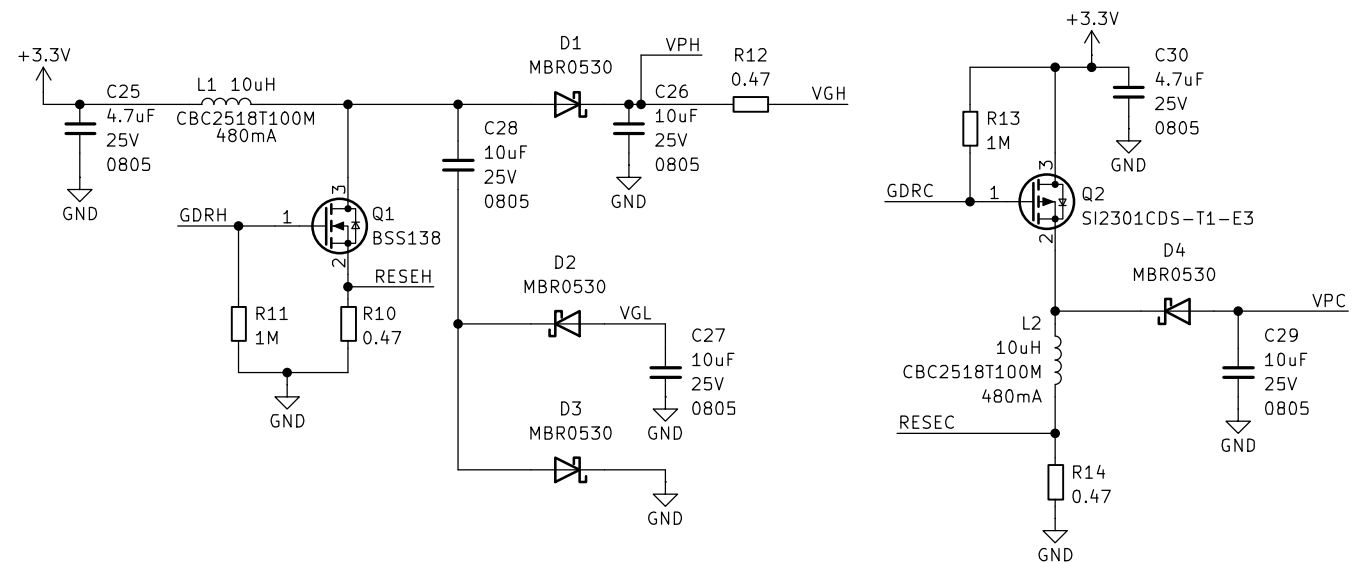 +3.3V
C25
4.7uF
25V
0805
GND
L1 10uH
CBC2518T100M
480mA
GDRH
1
3
2
Q1
BSS138
RESEH
R11
1M
R10
0.47
GND
C28
10uF
25V
0805
D1
MBR0530
VPH
C26
10uF
25V
0805
GND
R12
0.47
VGH
D2
MBR0530
VGL
C27
10uF
25V
0805
GND
D3
MBR0530
GND
+3.3V
C30
4.7uF
25V
0805
GND
R13
1M
GDRC
1
3
2
Q2
SI2301CDS-T1-E3
D4
MBR0530
VPC
L2
10uH
CBC2518T100M
480mA
C29
10uF
25V
0805
GND
RESEC
R14
0.47
GND